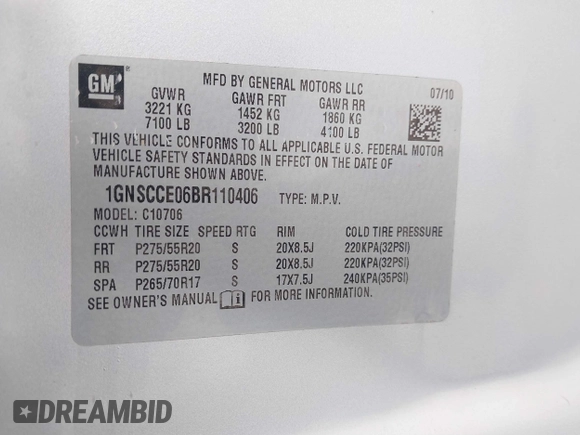 GM
MFD BY GENERAL MOTORS LLC
07/10
GVWR GAWR FRT GAWR RR
3221 KG 1452 KG 1860 KG
7100 LB 3200 LB 4100 LB
THIS VEHICLE CONFORMS TO ALL APPLICABLE U.S. FEDERAL MOTOR
VEHICLE SAFETY STANDARDS IN EFFECT ON THE DATE OF
MANUFACTURE SHOWN ABOVE.
1GNSCCE06BR110406 TYPE: M.P.V.
MODEL: C10706
CCWH TIRE SIZE SPEED RTG RIM COLD TIRE PRESSURE
FRT P275/55R20 S 20X8.5J 220KPA(32PSI)
RR P275/55R20 S 20X8.5J 220KPA(32PSI)
SPA P265/70R17 S 17X7.5J 240KPA(35PSI)
SEE OWNER'S MANUAL i FOR MORE INFORMATION.
DREAMBID